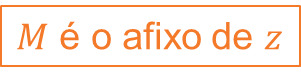 M é o afixo de z